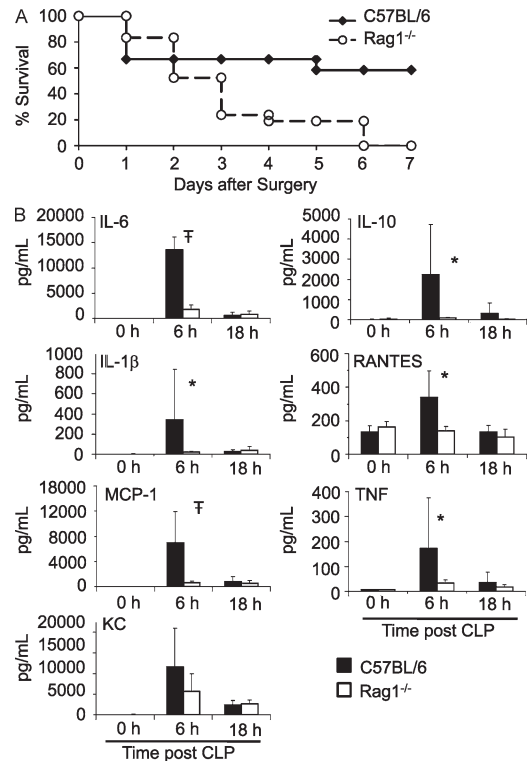 A
C57BL/6
Rag1-/-
% Survival
100
80
60
40
20
0
0 1 2 3 4 5 6 7
Days after Surgery
B
IL-6
pg/mL
20000
15000
10000
5000
0
Ŧ
0 h 6 h 18 h
IL-10
pg/mL
5000
4000
3000
2000
1000
0
*
0 h 6 h 18 h
IL-1β
pg/mL
1000
800
600
400
200
0
*
0 h 6 h 18 h
RANTES
pg/mL
600
400
200
0
*
0 h 6 h 18 h
MCP-1
pg/mL
18000
12000
6000
0
Ŧ
0 h 6 h 18 h
TNF
pg/mL
400
300
200
100
0
*
0 h 6 h 18 h
Time post CLP
KC
pg/mL
25000
20000
15000
10000
5000
0
0 h 6 h 18 h
Time post CLP
C57BL/6
Rag1-/-